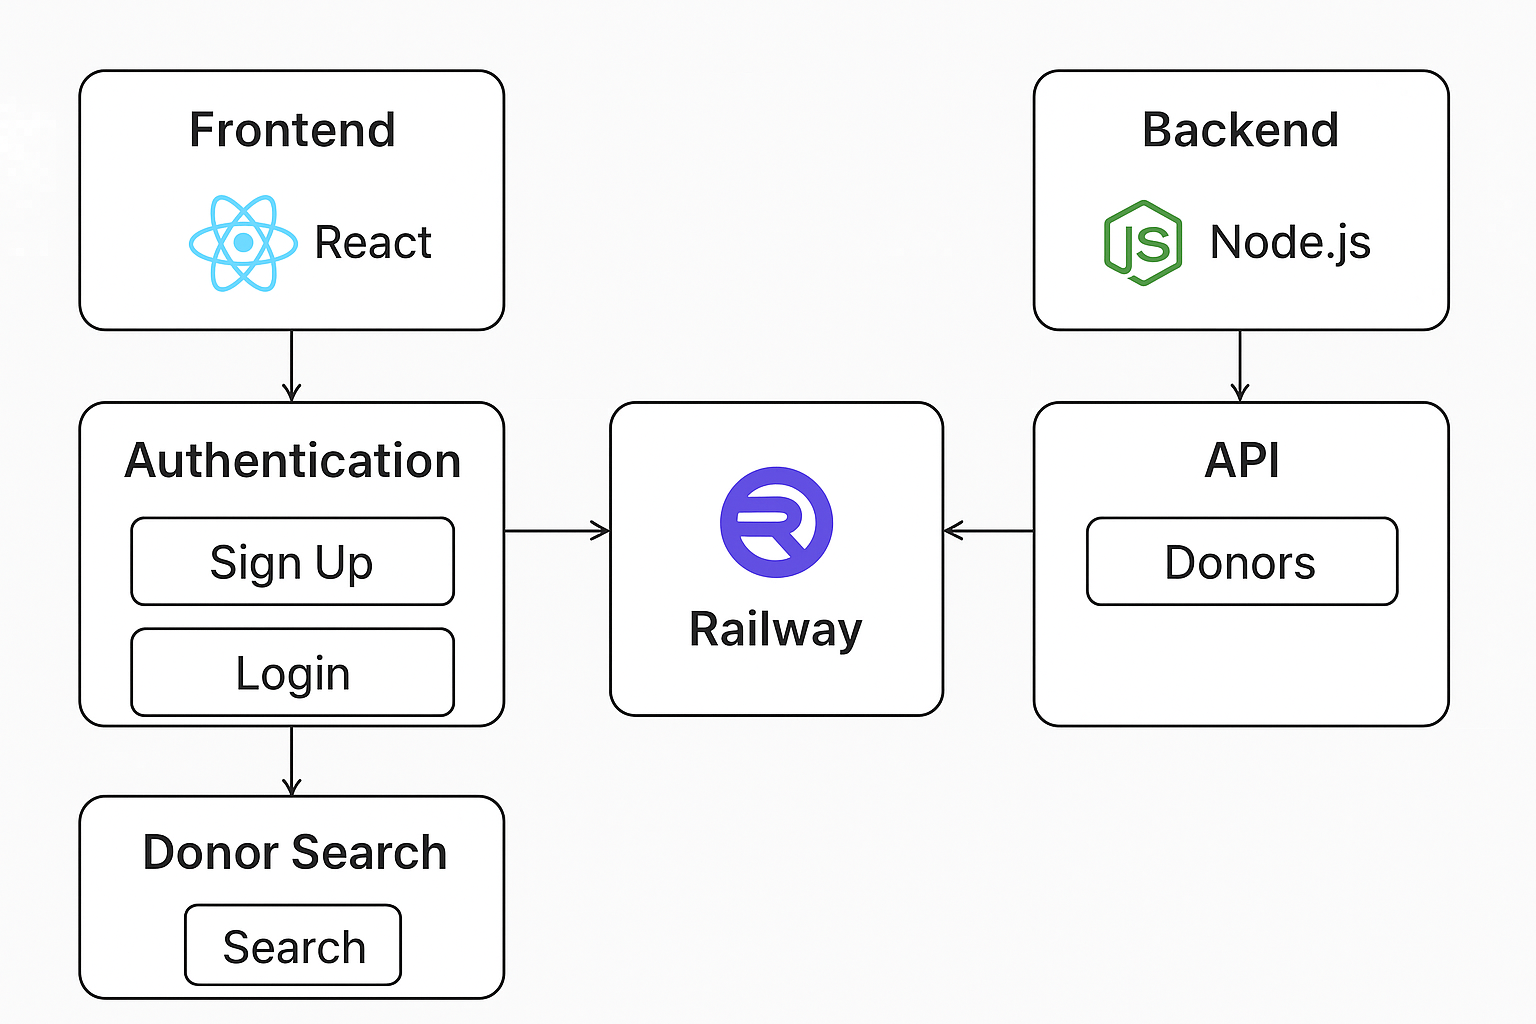 Frontend
React
Backend
JS
Node.js
Authentication
Sign Up
Login
R
Railway
API
Donors
Donor Search
Search